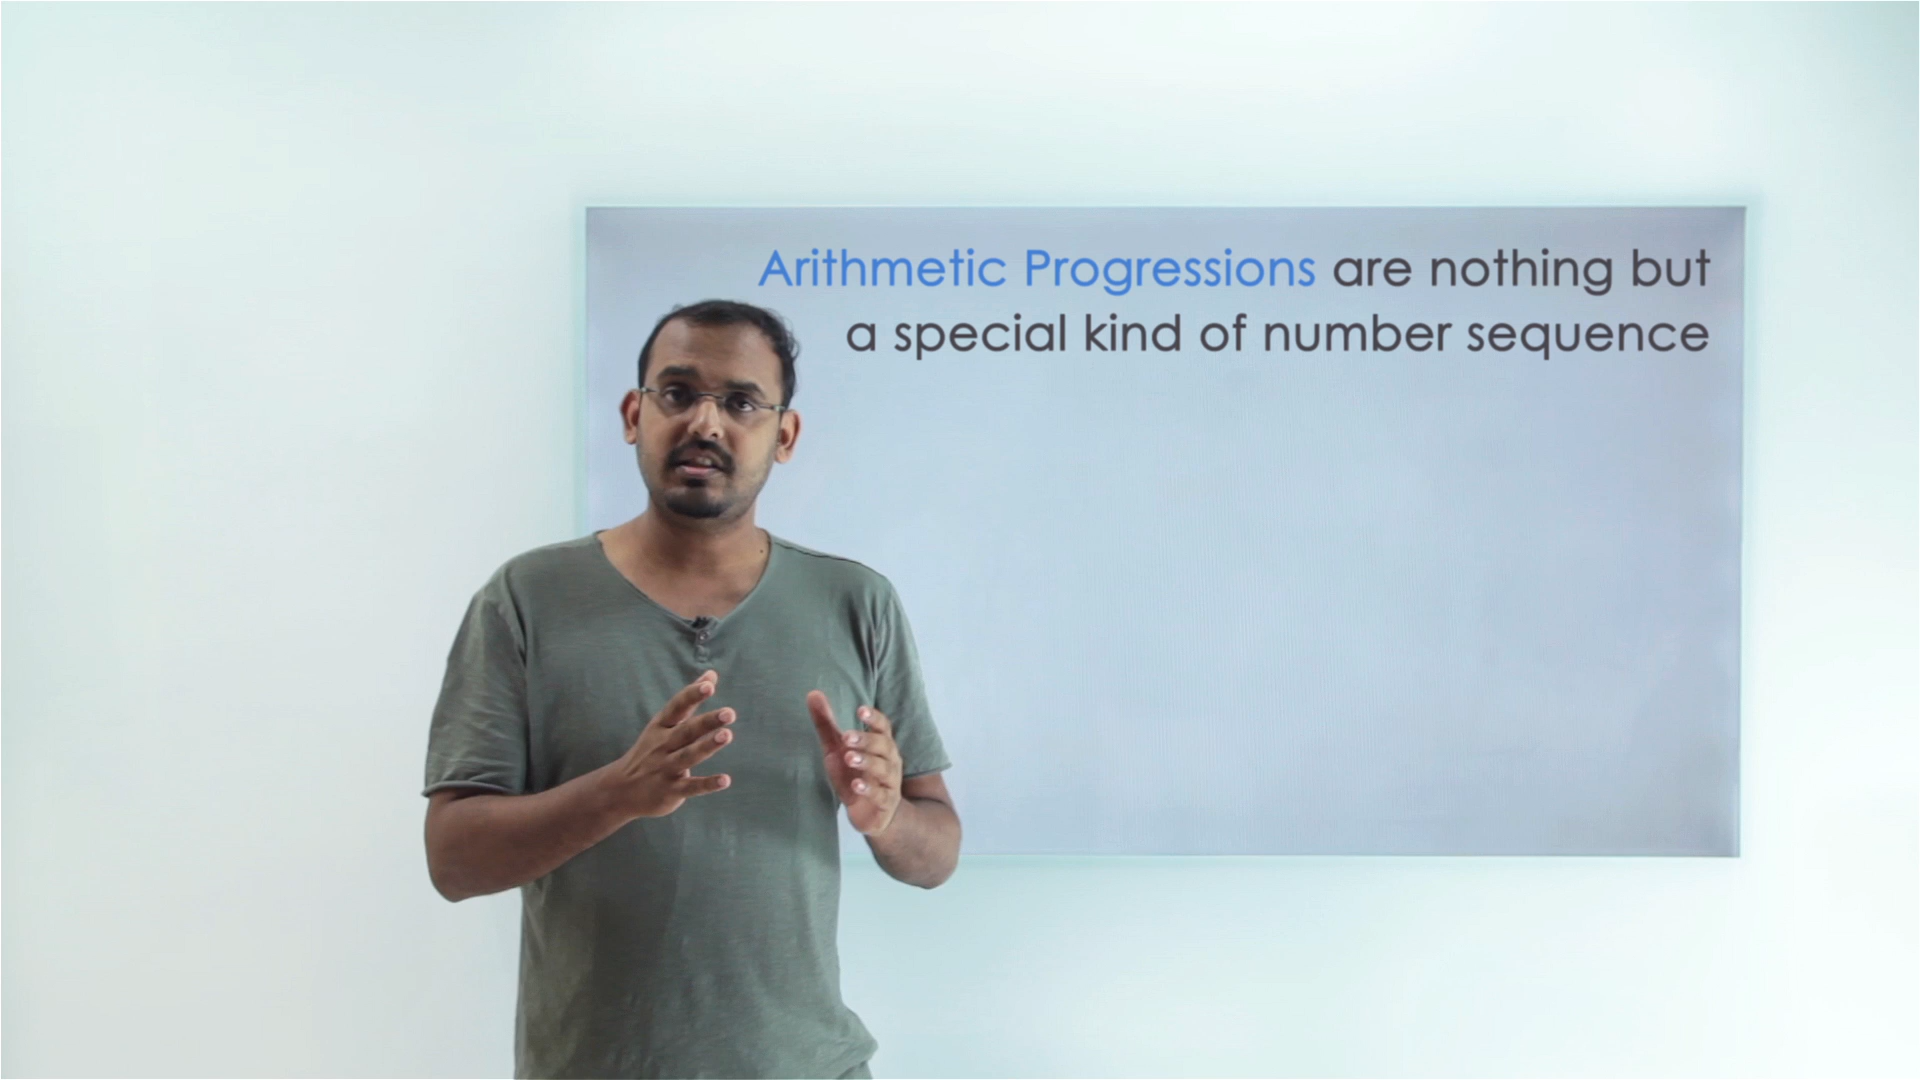 Arithmetic Progressions are nothing but
a special kind of number sequence